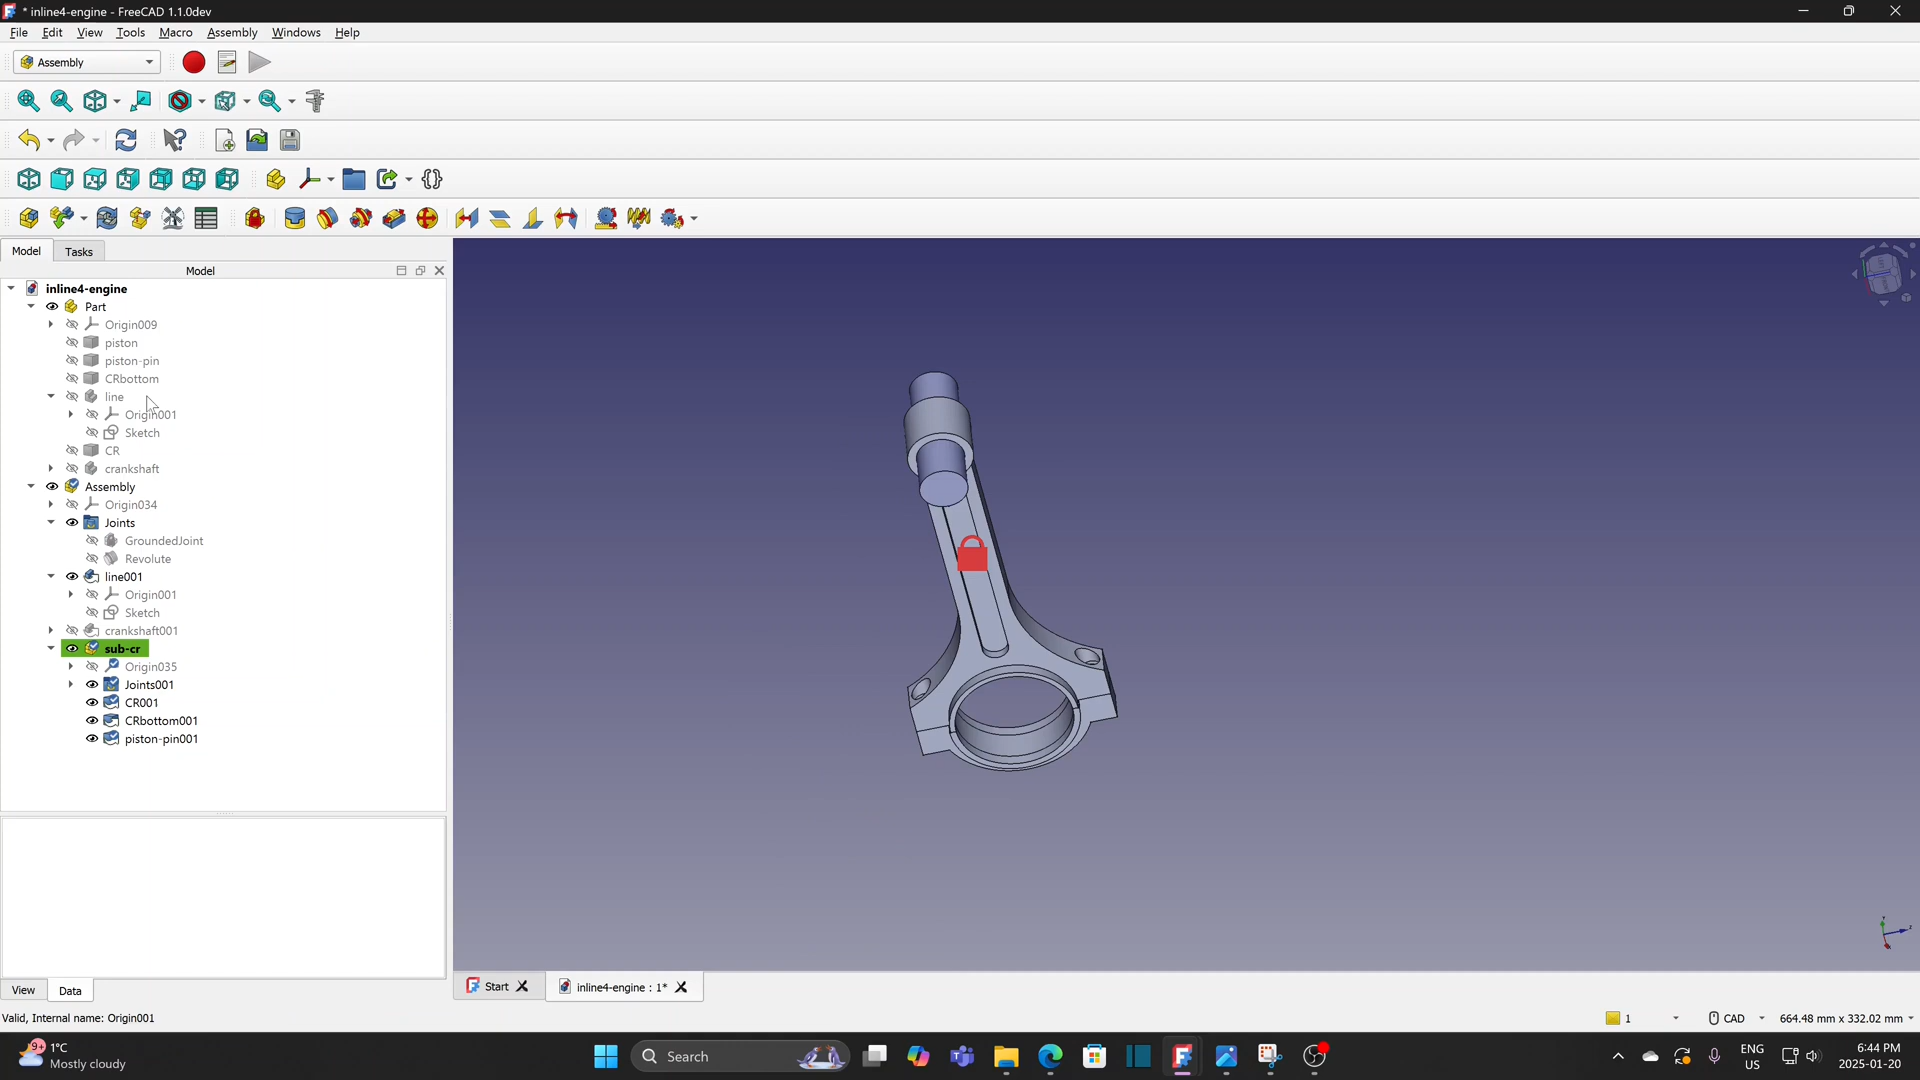 * inline4-engine - FreeCAD 1.1.0dev
File Edit View Tools Macro Assembly Windows Help
Assembly
Model Tasks
Model
inline4-engine
Part
Origin009
piston
piston-pin
CRbottom
line
Origin001
Sketch
CR
crankshaft
Assembly
Origin034
Joints
GroundedJoint
Revolute
line001
Origin001
Sketch
crankshaft001
sub-cr
Origin035
Joints001
CR001
CRbottom001
piston-pin001
View Data
Start inline4-engine : 1*
Valid, Internal name: Origin001
1 CAD 664.48 mm x 332.02 mm
9+ 1°C
Mostly cloudy
Search
ENG
US
6:44 PM
2025-01-20